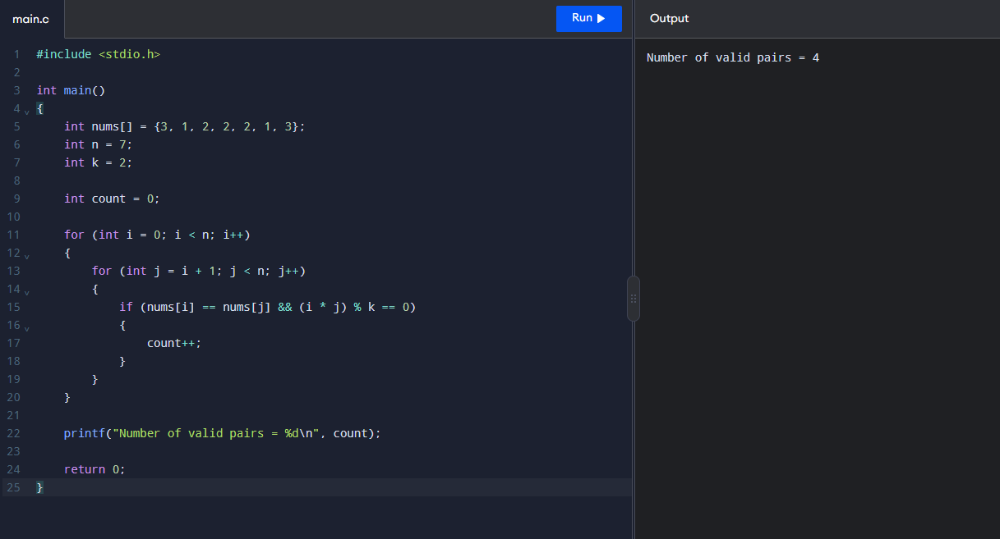 main.c
Run
Output
1 #include <stdio.h>
2
3 int main()
4 {
5     int nums[] = {3, 1, 2, 2, 2, 1, 3};
6     int n = 7;
7     int k = 2;
8
9     int count = 0;
10
11     for (int i = 0; i < n; i++)
12     {
13         for (int j = i + 1; j < n; j++)
14         {
15             if (nums[i] == nums[j] && (i * j) % k == 0)
16             {
17                 count++;
18             }
19         }
20     }
21
22     printf("Number of valid pairs = %d\n", count);
23
24     return 0;
25 }
Number of valid pairs = 4